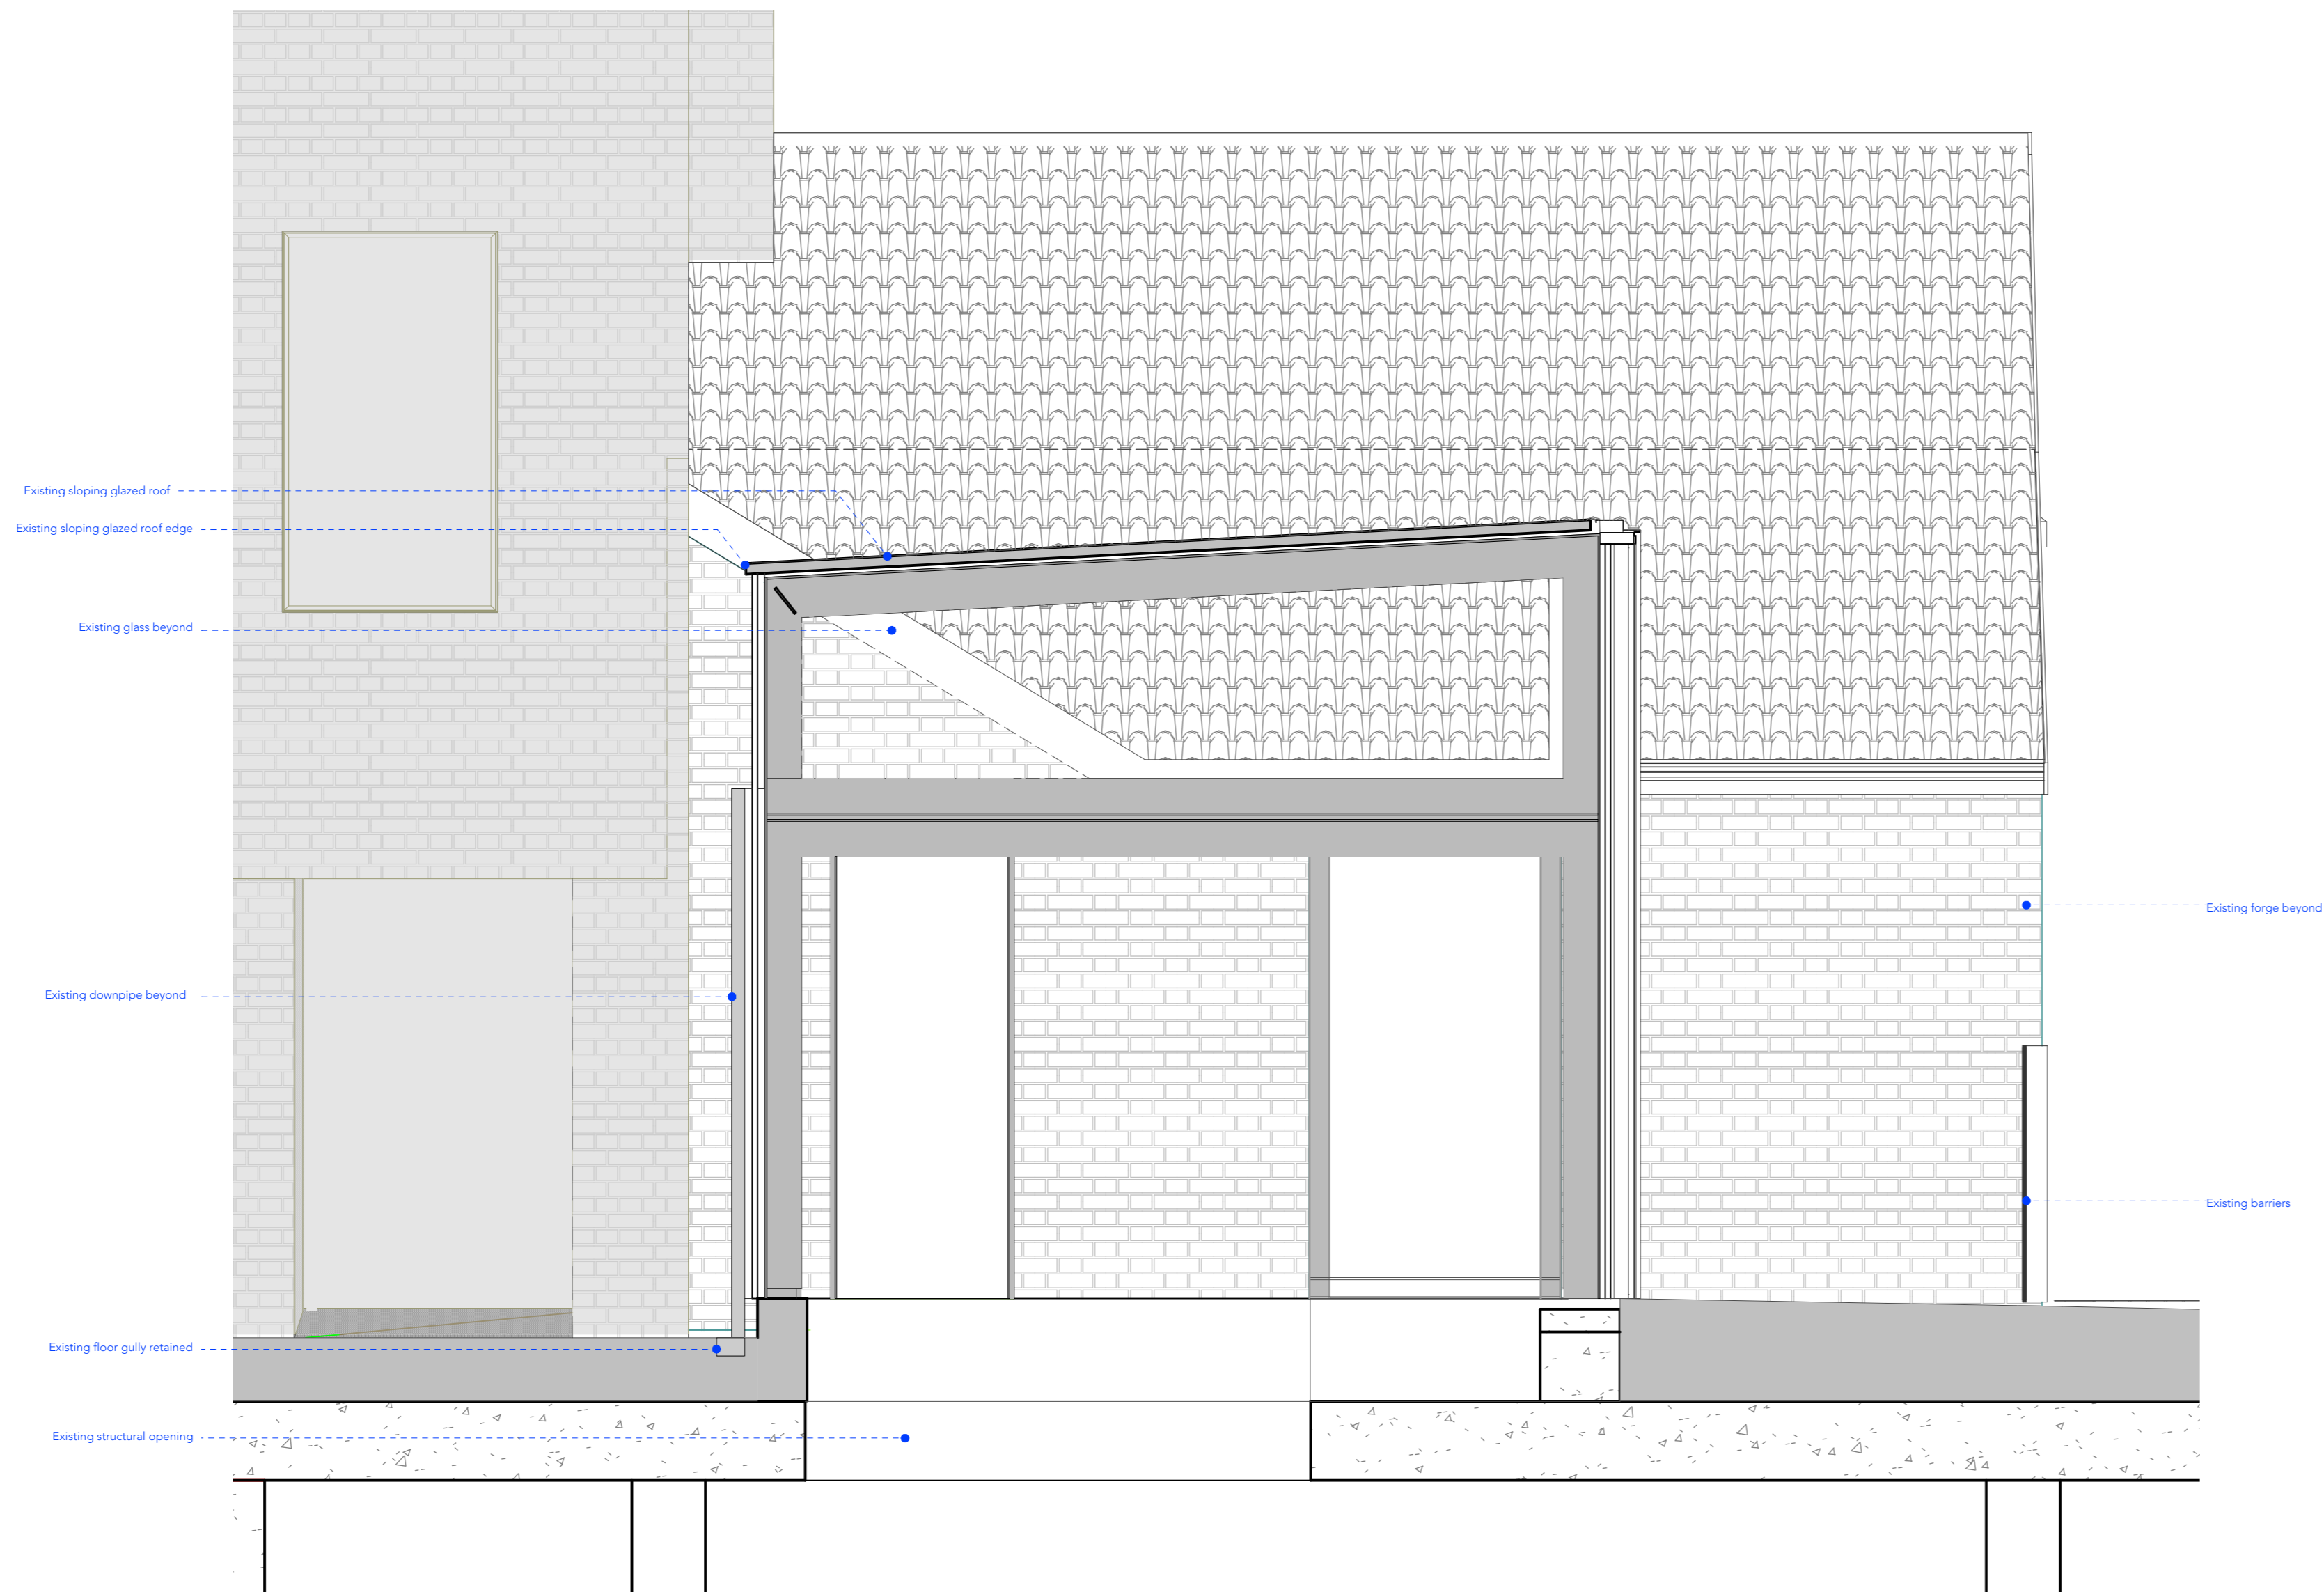 Existing sloping glazed roof
Existing sloping glazed roof edge
Existing glass beyond
Existing forge beyond
Existing downpipe beyond
Existing barriers
Existing floor gully retained
Existing structural opening